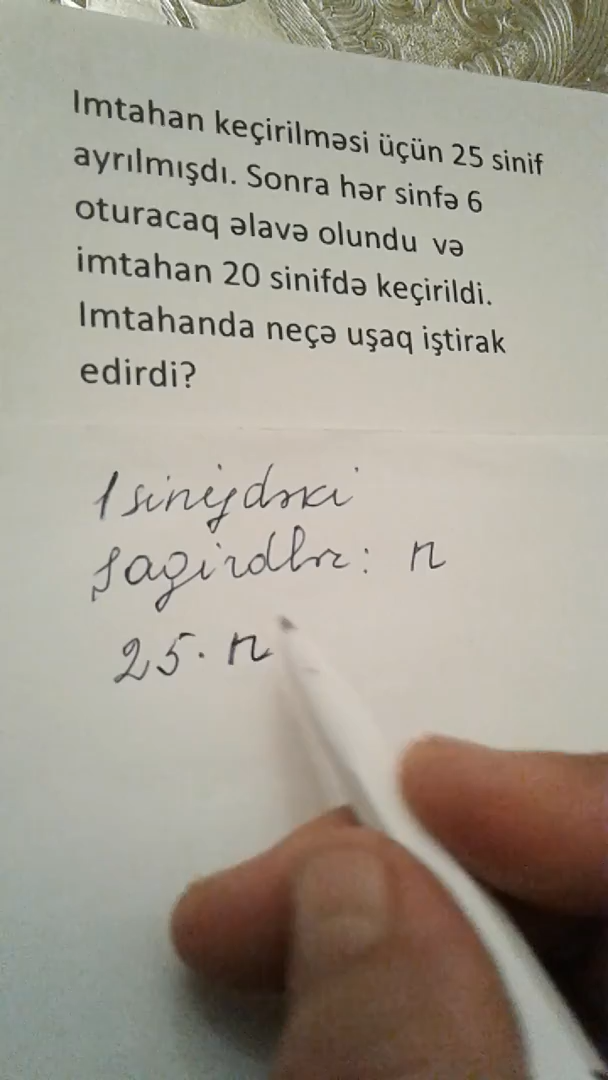 Imtahan keçirilməsi üçün 25 sinif
ayrılmışdı. Sonra hər sinfə 6
oturacaq əlavə olundu və
imtahan 20 sinifdə keçirildi.
Imtahanda neçə uşaq iştirak
edirdi?
1 sinifdəki
şagirdlər: n
25· n